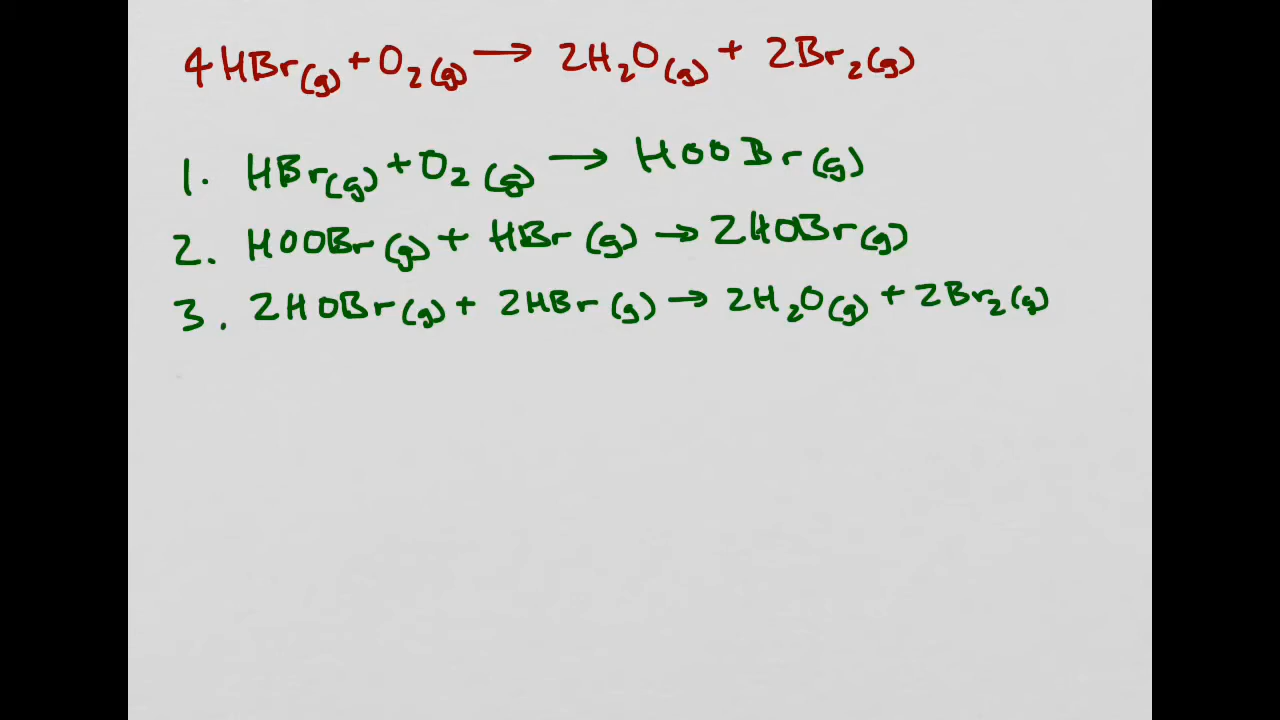 4HBr(g) + O₂(g) → 2H₂O(g) + 2Br₂(g)
1. HBr(g) + O₂(g) → HOOBr(g)
2. HOOBr(g) + HBr(g) → 2HOBr(g)
3. 2HOBr(g) + 2HBr(g) → 2H₂O(g) + 2Br₂(g)